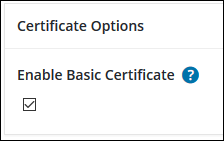 Certificate Options
Enable Basic Certificate ?